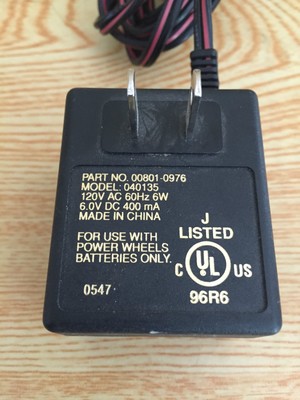 PART NO. 00801-0976
MODEL: 040135
120V AC 60Hz 6W
6.0V DC 400 mA
MADE IN CHINA
FOR USE WITH
POWER WHEELS
BATTERIES ONLY.
0547
J
LISTED
C UL US
96R6